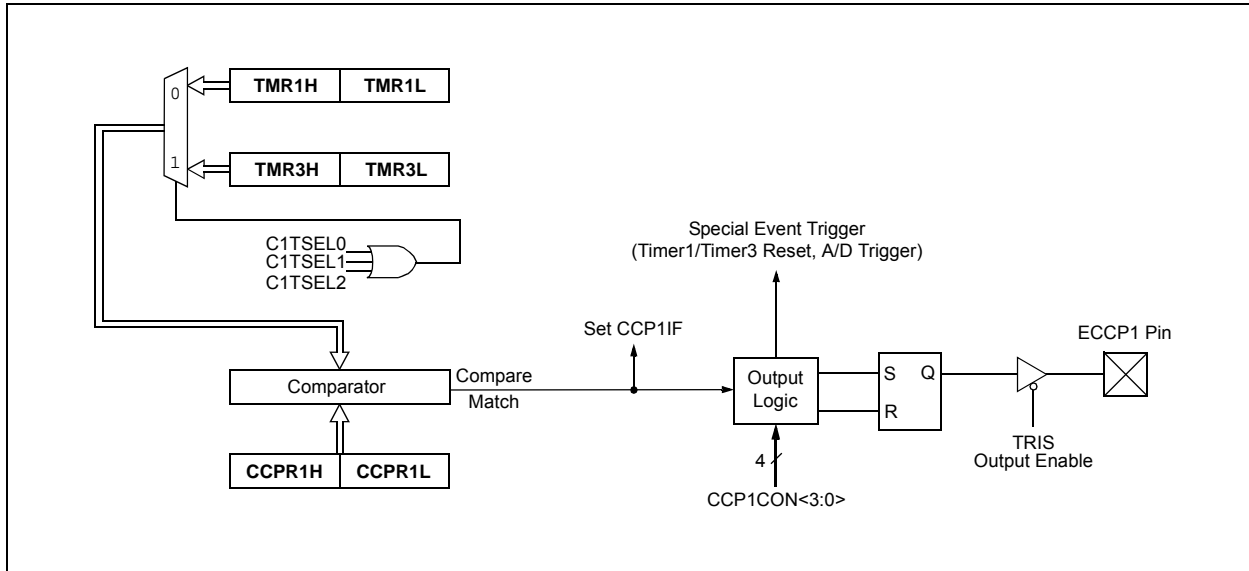 0
TMR1H TMR1L
1
TMR3H TMR3L
C1TSEL0
C1TSEL1
C1TSEL2
Special Event Trigger
(Timer1/Timer3 Reset, A/D Trigger)
Set CCP1IF
ECCP1 Pin
Comparator
Compare
Match
Output
Logic
S Q
R
TRIS
Output Enable
CCPR1H CCPR1L
4
CCP1CON<3:0>